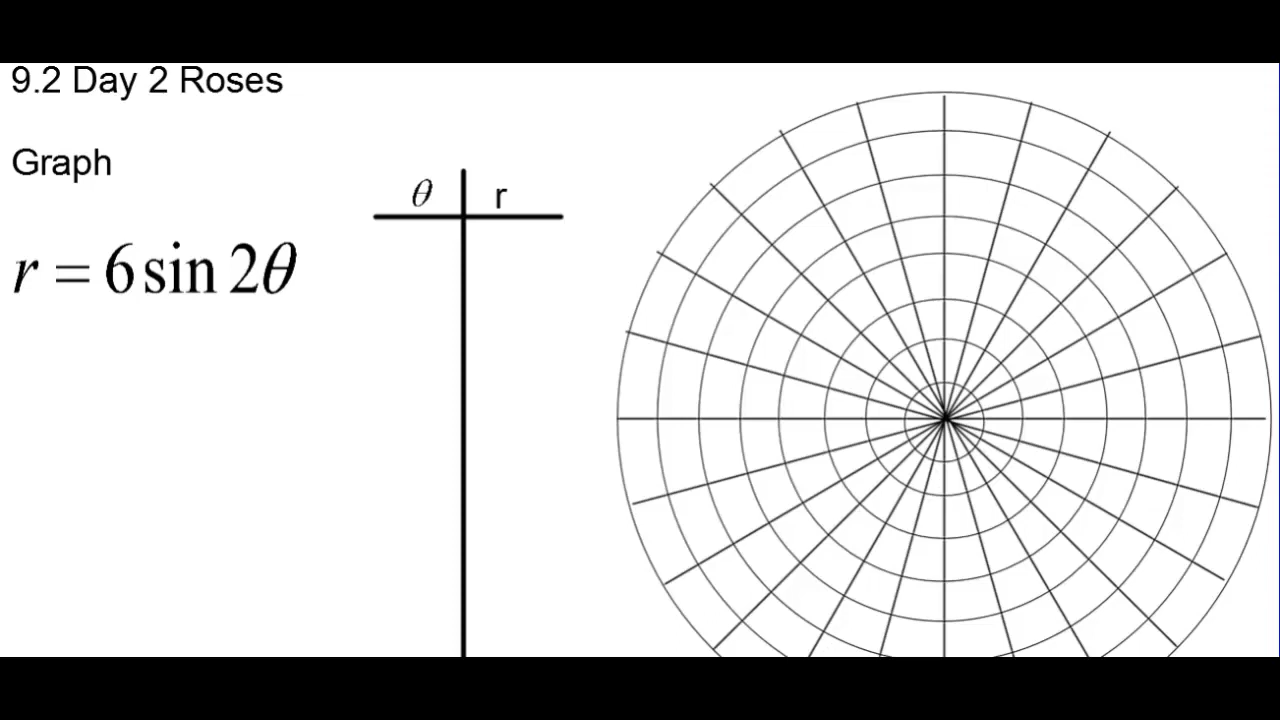 9.2 Day 2 Roses
Graph
θ r
r = 6 sin 2θ